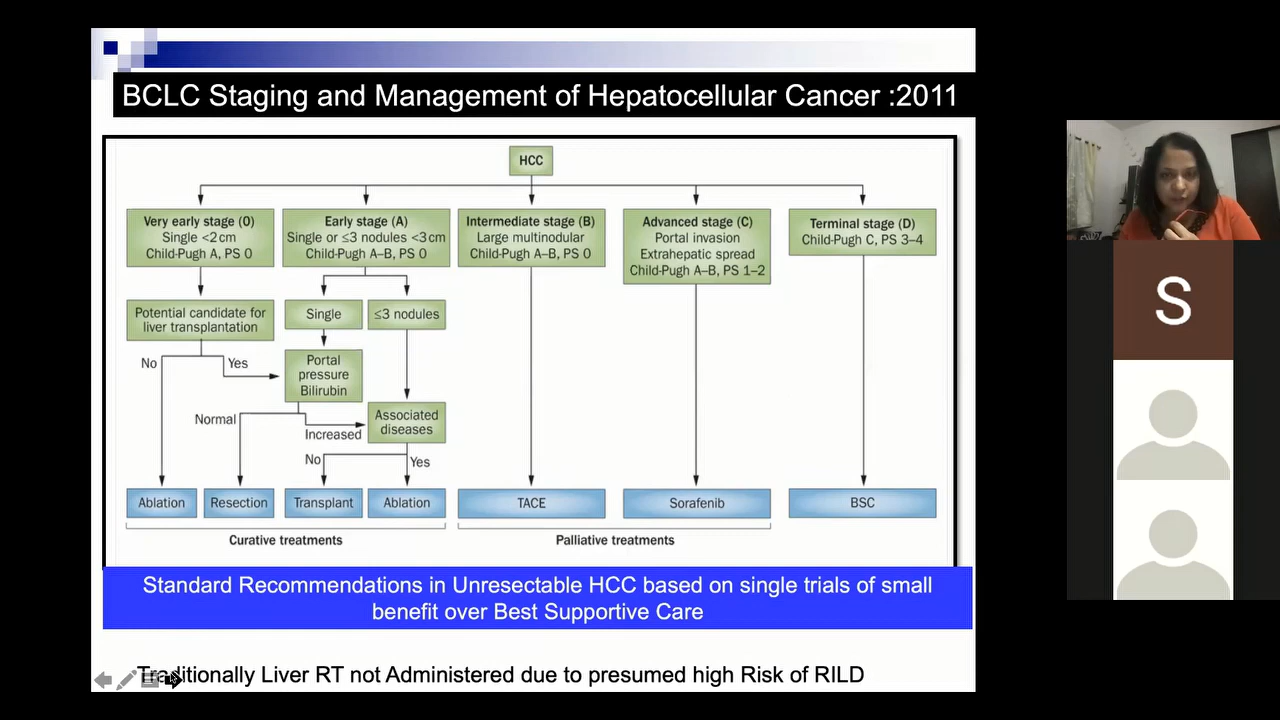 BCLC Staging and Management of Hepatocellular Cancer :2011
HCC
Very early stage (0)
Single <2cm
Child-Pugh A, PS 0
Early stage (A)
Single or ≤3 nodules <3cm
Child-Pugh A–B, PS 0
Intermediate stage (B)
Large multinodular
Child-Pugh A–B, PS 0
Advanced stage (C)
Portal invasion
Extrahepatic spread
Child-Pugh A–B, PS 1–2
Terminal stage (D)
Child-Pugh C, PS 3–4
Potential candidate for
liver transplantation
Single
≤3 nodules
No
Yes
Portal
pressure
Bilirubin
Normal
Increased
Associated
diseases
No
Yes
Ablation
Resection
Transplant
Ablation
TACE
Sorafenib
BSC
Curative treatments
Palliative treatments
Standard Recommendations in Unresectable HCC based on single trials of small
benefit over Best Supportive Care
Traditionally Liver RT not Administered due to presumed high Risk of RILD
S